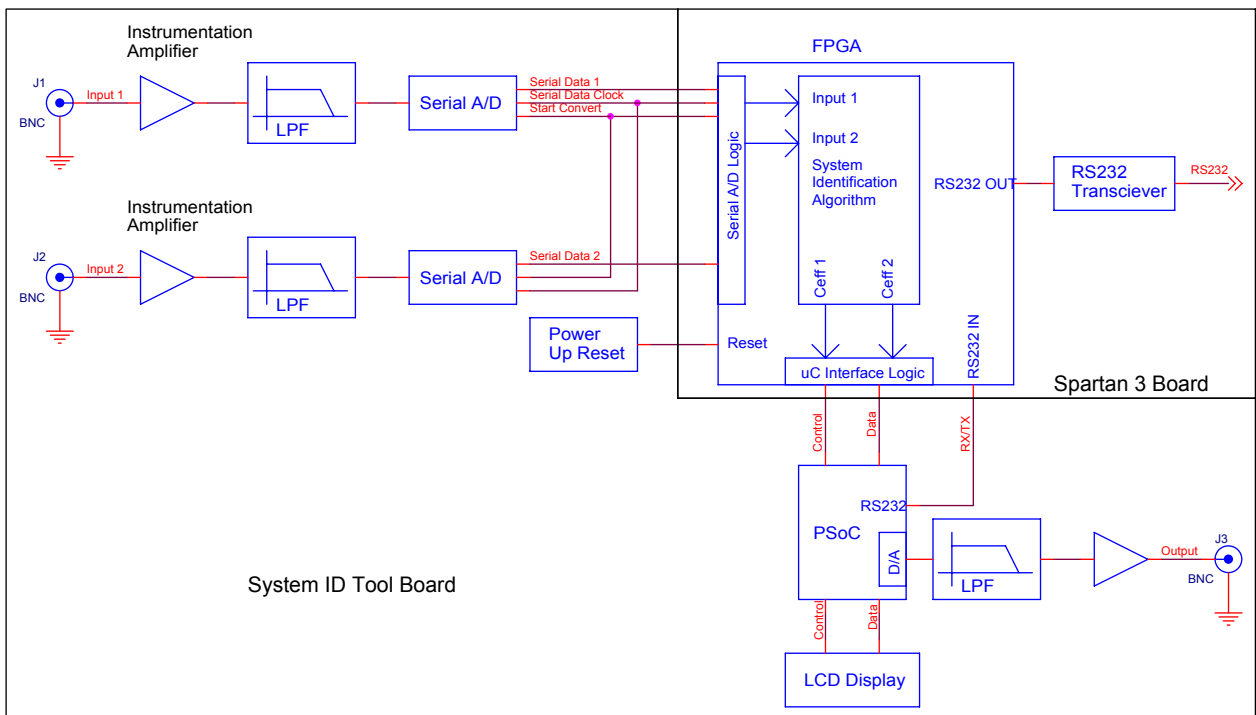 Instrumentation
Amplifier
J1
Input 1
BNC
LPF
Serial A/D
Serial Data 1
Serial Data Clock
Start Convert
FPGA
Serial A/D Logic
Input 1
Input 2
System
Identification
Algorithm
RS232 OUT
RS232
Transciever
RS232
Instrumentation
Amplifier
J2
Input 2
BNC
LPF
Serial A/D
Serial Data 2
Ceff 1
Ceff 2
RS232 IN
Power
Up Reset
Reset
uC Interface Logic
Spartan 3 Board
Control
Data
RX/TX
RS232
PSoC
D/A
LPF
Output
J3
BNC
System ID Tool Board
Control
Data
LCD Display